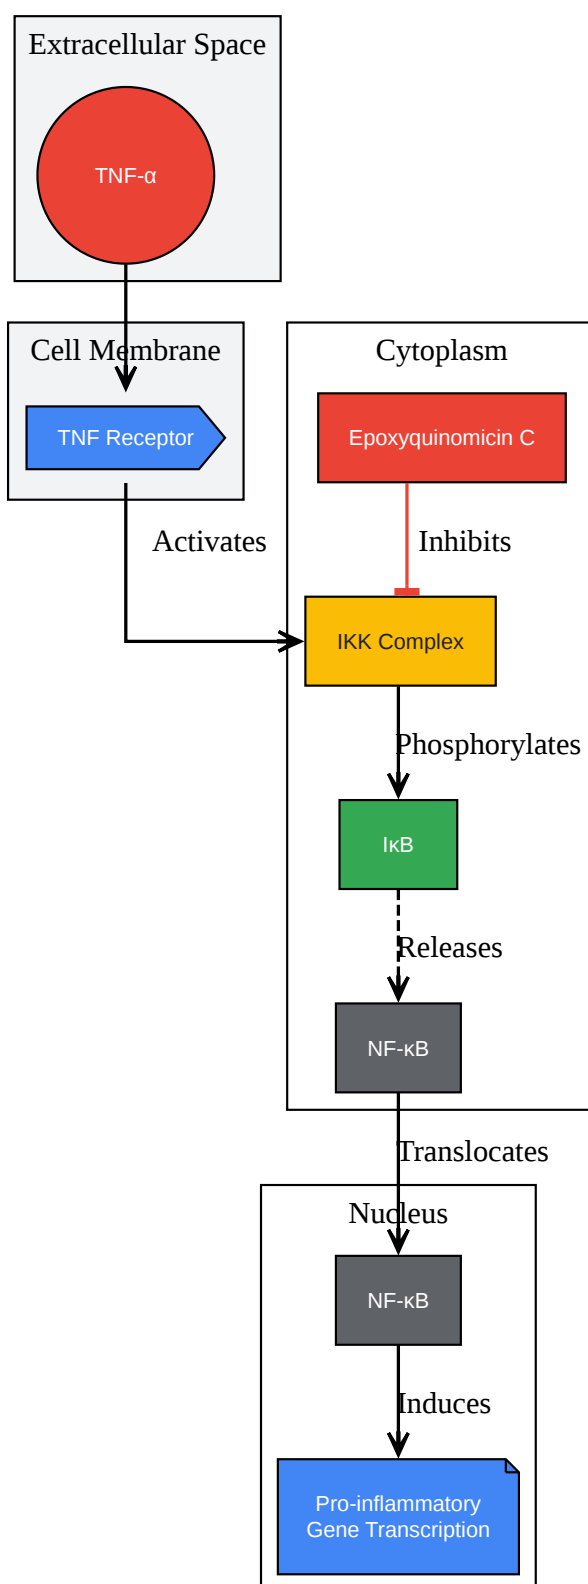 Extracellular Space
TNF-α
Cell Membrane
TNF Receptor
Activates
Cytoplasm
Epoxyquinomicin C
Inhibits
IKK Complex
Phosphorylates
IκB
Releases
NF-κB
Translocates
Nucleus
NF-κB
Induces
Pro-inflammatory
Gene Transcription